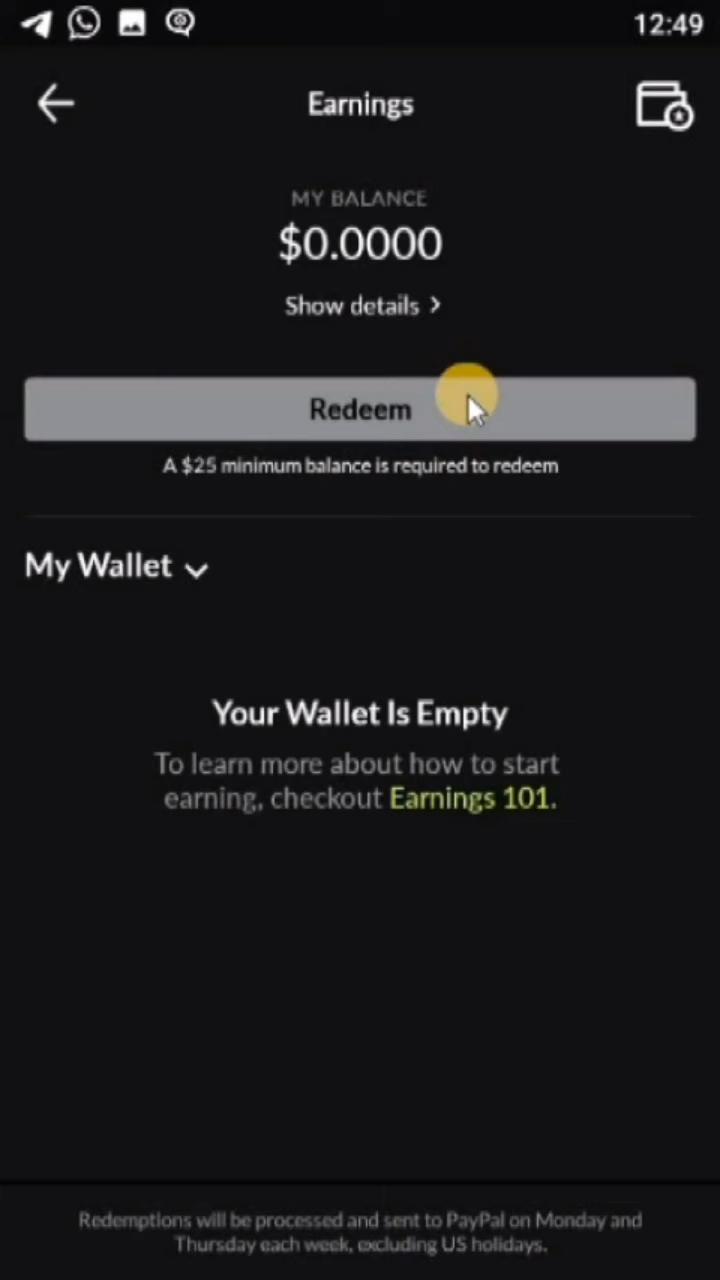 12:49
Earnings
MY BALANCE
$0.0000
Show details
Redeem
A $25 minimum balance is required to redeem
My Wallet
Your Wallet Is Empty
To learn more about how to start
earning, checkout Earnings 101.
Redemptions will be processed and sent to PayPal on Monday and
Thursday each week, excluding US holidays.